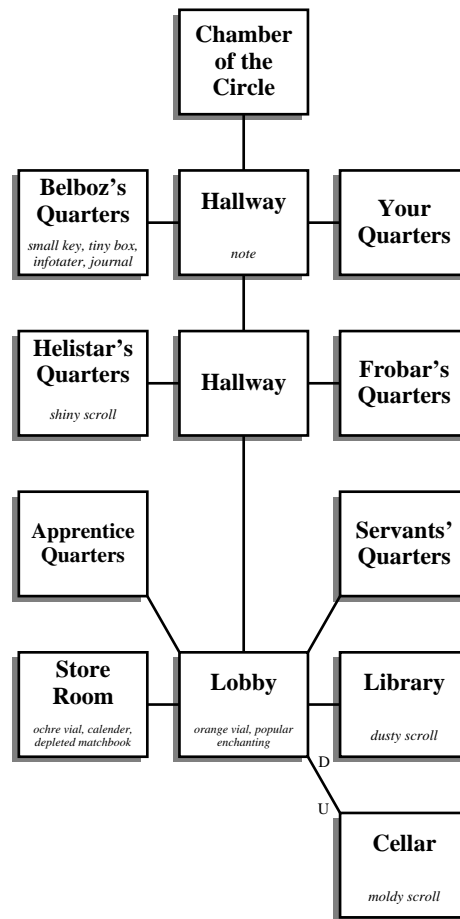 Chamber
of the
Circle
Belboz's
Quarters
small key, tiny box,
infotater, journal
Hallway
note
Your
Quarters
Helistar's
Quarters
shiny scroll
Hallway
Frobar's
Quarters
Apprentice
Quarters
Servants'
Quarters
Store
Room
ochre vial, calender,
depleted matchbook
Lobby
orange vial, popular
enchanting
Library
dusty scroll
D
U
Cellar
moldy scroll